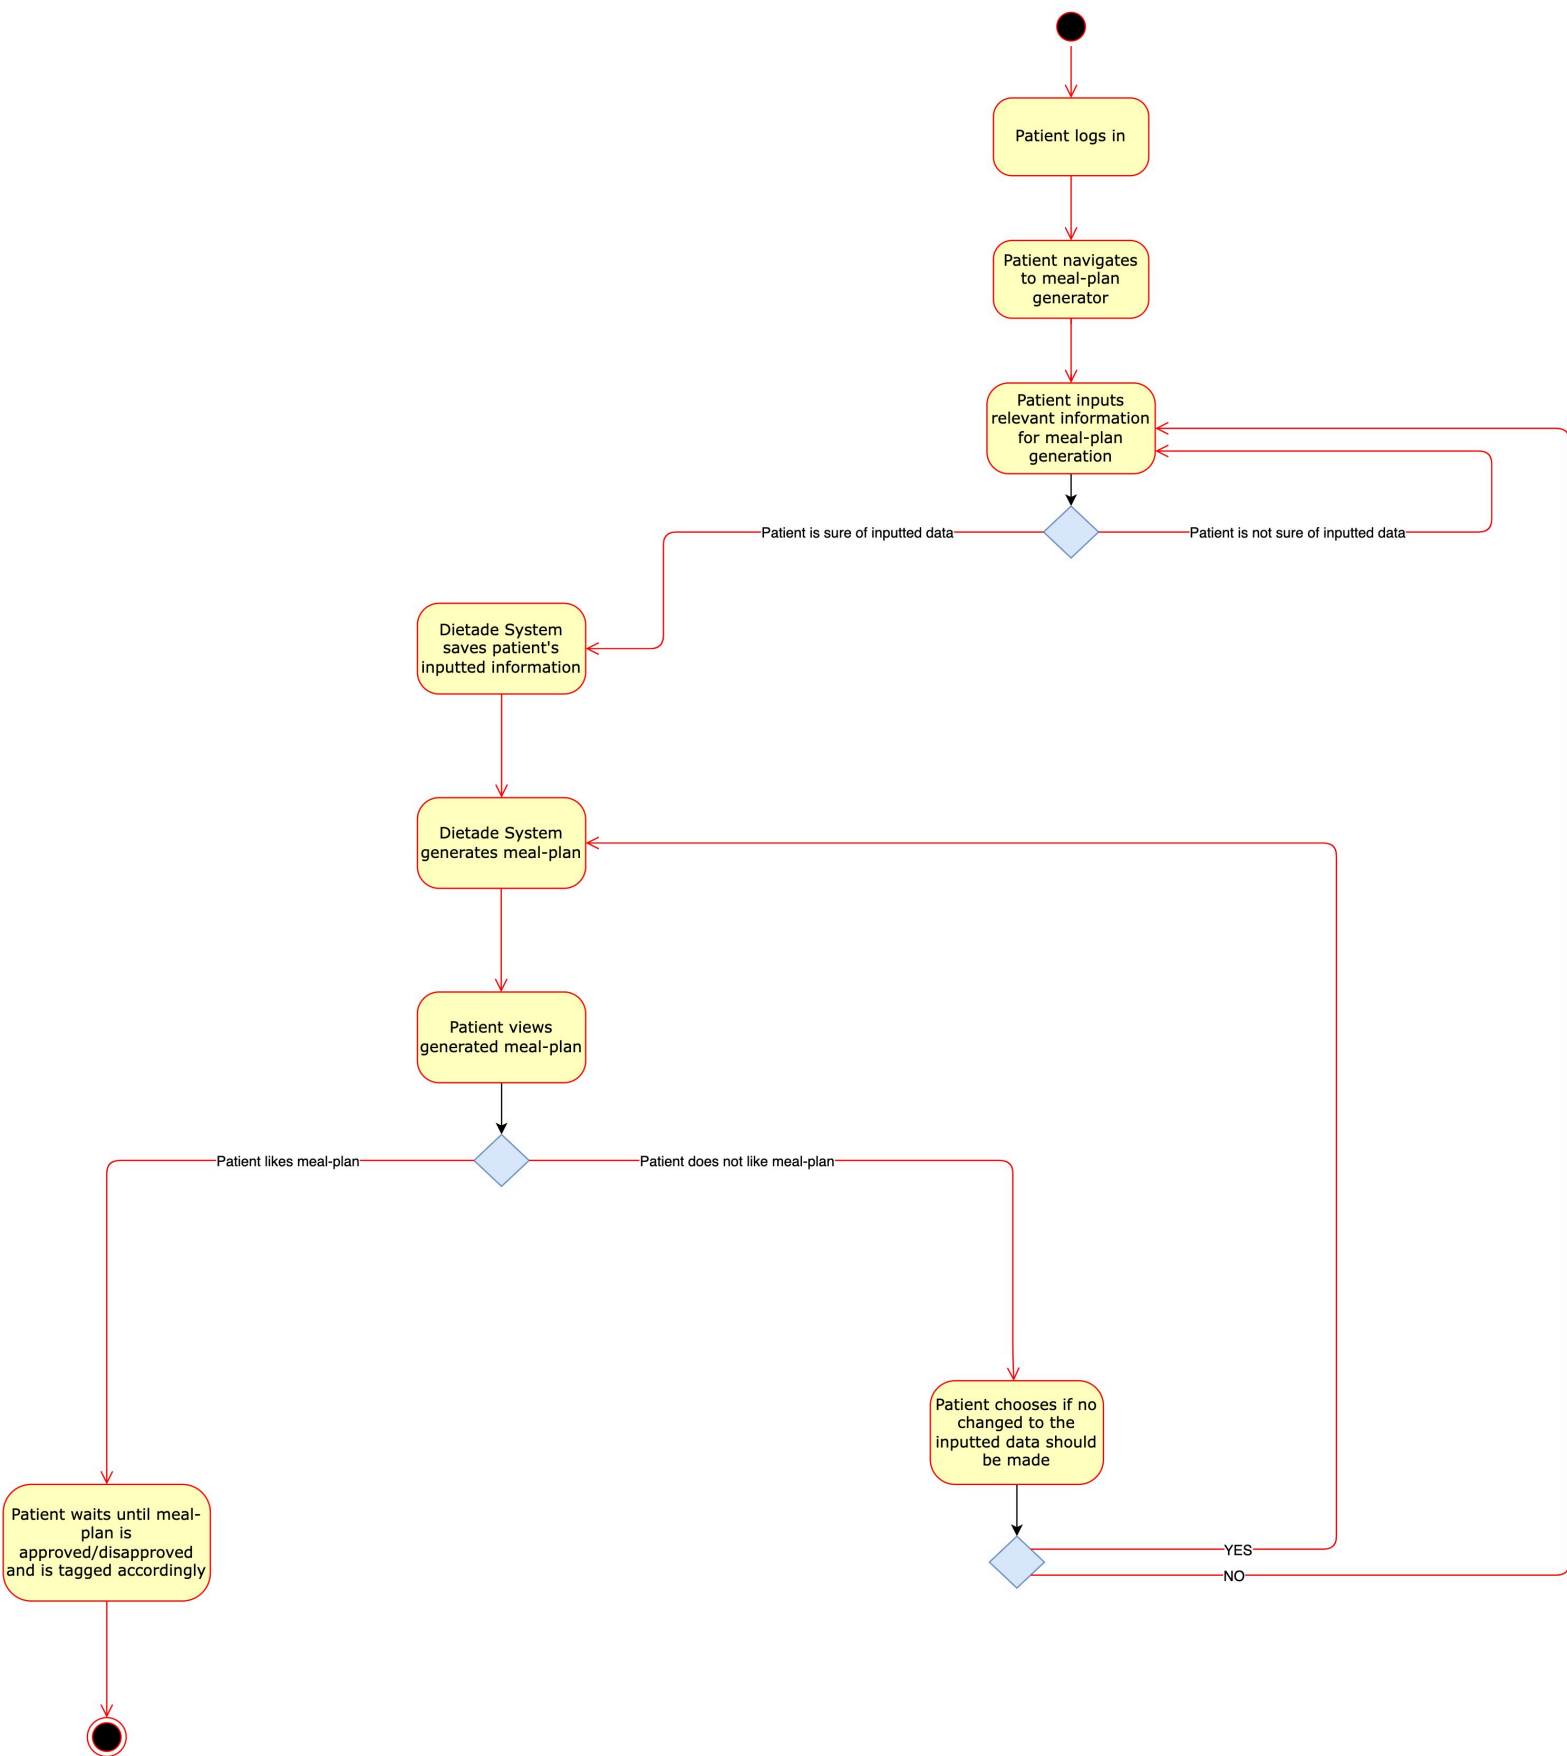 Patient logs in
Patient navigates
to meal-plan
generator
Patient inputs
relevant information
for meal-plan
generation
Patient is sure of inputted data
Patient is not sure of inputted data
Dietade System
saves patient's
inputted information
Dietade System
generates meal-plan
Patient views
generated meal-plan
Patient likes meal-plan
Patient does not like meal-plan
Patient chooses if no
changed to the
inputted data should
be made
Patient waits until meal-
plan is
approved/disapproved
and is tagged accordingly
YES
NO